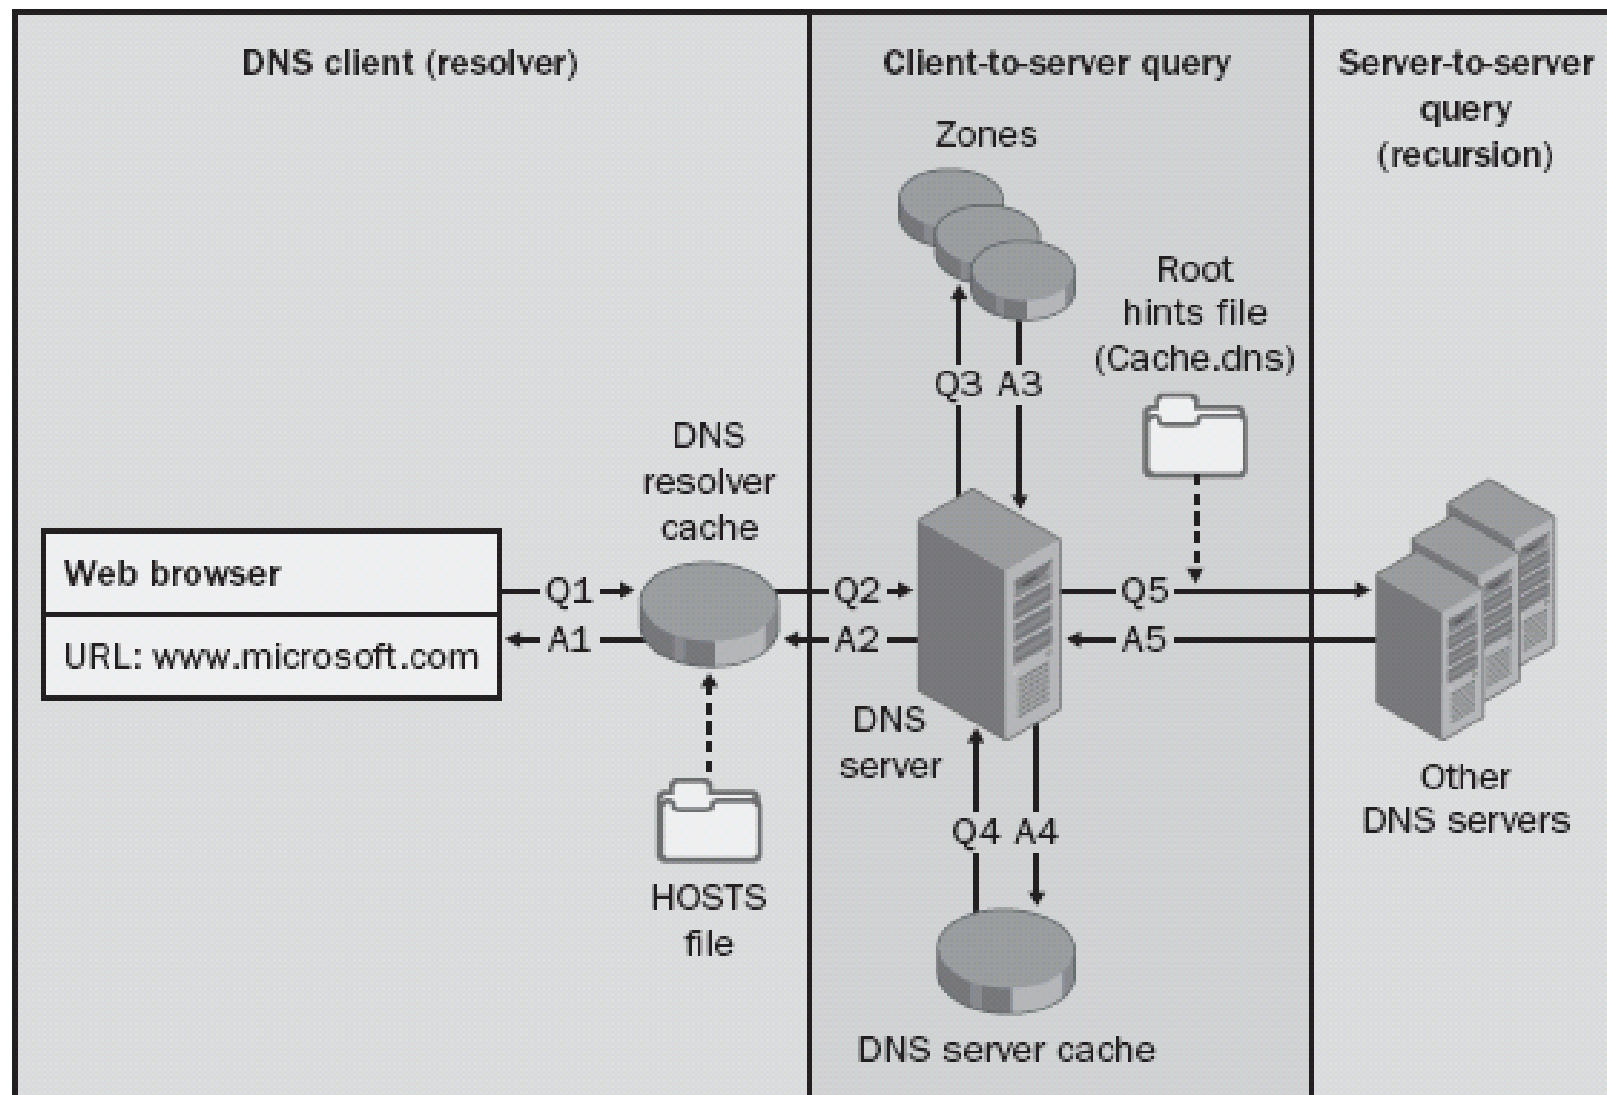 DNS client (resolver)
Client-to-server query
Server-to-server
query
(recursion)
Zones
Root
hints file
(Cache.dns)
Q3 A3
DNS
resolver
cache
Web browser
URL: www.microsoft.com
Q1
A1
Q2
A2
Q5
A5
DNS
server
HOSTS
file
Q4 A4
DNS server cache
Other
DNS servers